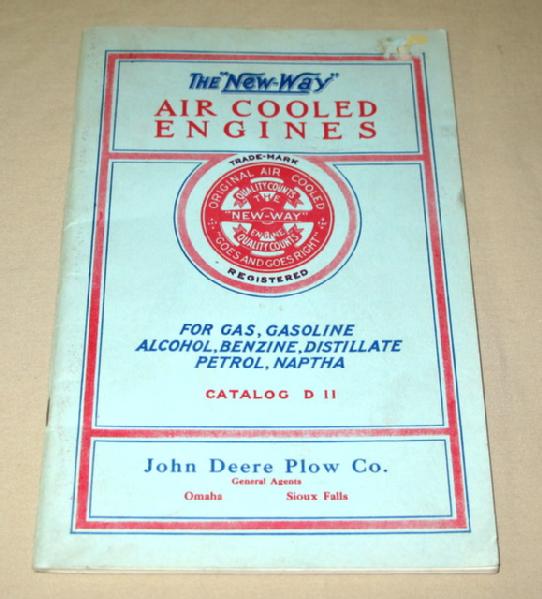 THE "New-Way"
AIR COOLED
ENGINES
TRADE-MARK
ORIGINAL AIR COOLED
QUALITY COUNTS
THE
"NEW-WAY"
ENGINE
QUALITY COUNTS
"GOES AND GOES RIGHT"
REGISTERED
FOR GAS, GASOLINE
ALCOHOL, BENZINE, DISTILLATE
PETROL, NAPTHA
CATALOG D 11
John Deere Plow Co.
General Agents
Omaha Sioux Falls